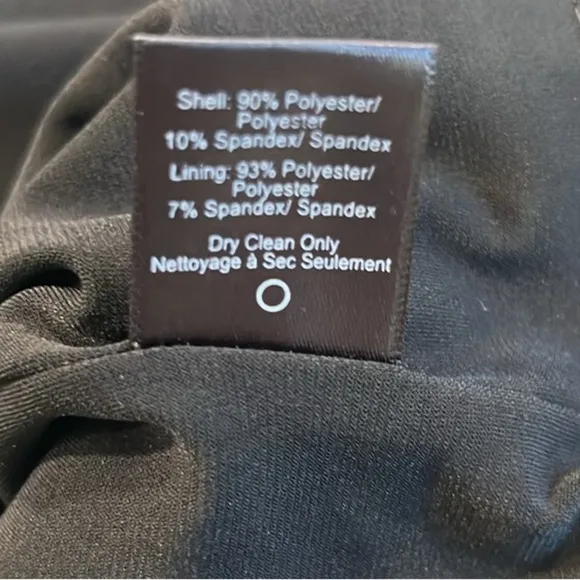 Shell: 90% Polyester/
Polyester
10% Spandex/ Spandex
Lining: 93% Polyester/
Polyester
7% Spandex/ Spandex
Dry Clean Only
Nettoyage à Sec Seulement